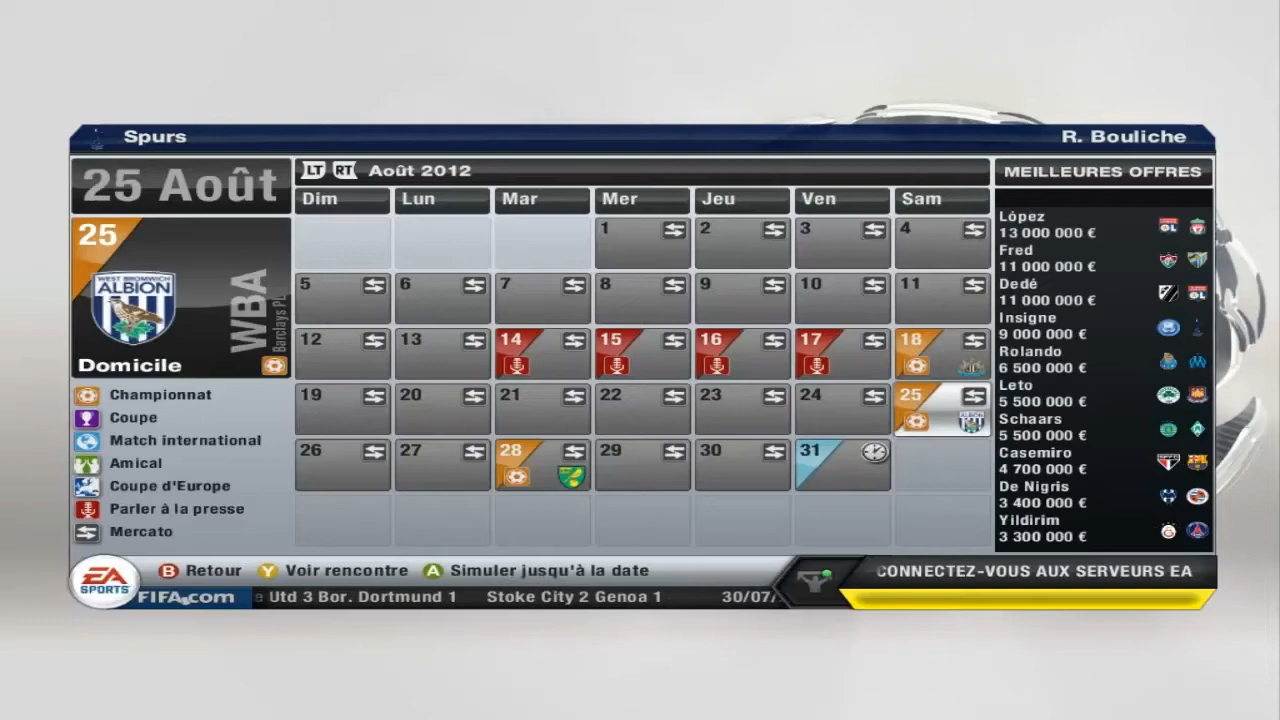 Spurs
R. Bouliche
25 Août
LT RT Août 2012
Dim Lun Mar Mer Jeu Ven Sam
1 2 3 4
5 6 7 8 9 10 11
12 13 14 15 16 17 18
19 20 21 22 23 24 25
26 27 28 29 30 31
25
WEST BROMWICH
ALBION
WBA
Barclays PL
Domicile
Championnat
Coupe
Match international
Amical
Coupe d'Europe
Parler à la presse
Mercato
MEILLEURES OFFRES
López
13 000 000 €
Fred
11 000 000 €
Dedé
11 000 000 €
Insigne
9 000 000 €
Rolando
6 500 000 €
Leto
5 500 000 €
Schaars
5 500 000 €
Casemiro
4 700 000 €
De Nigris
3 400 000 €
Yildirim
3 300 000 €
B Retour Y Voir rencontre A Simuler jusqu'à la date
CONNECTEZ-VOUS AUX SERVEURS EA
EA SPORTS
FIFA.com
e Utd 3 Bor. Dortmund 1 Stoke City 2 Genoa 1 30/07/